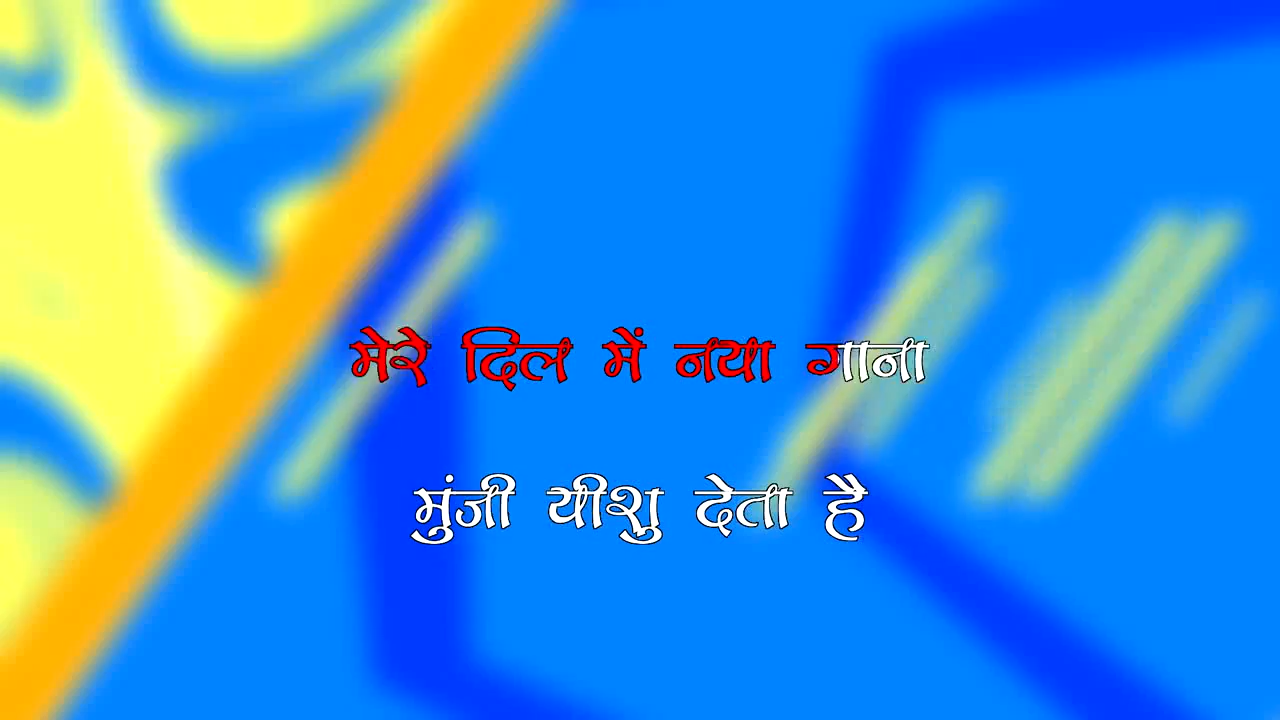 मेरे दिल में नया गाना
मुंजी यीशु देता है